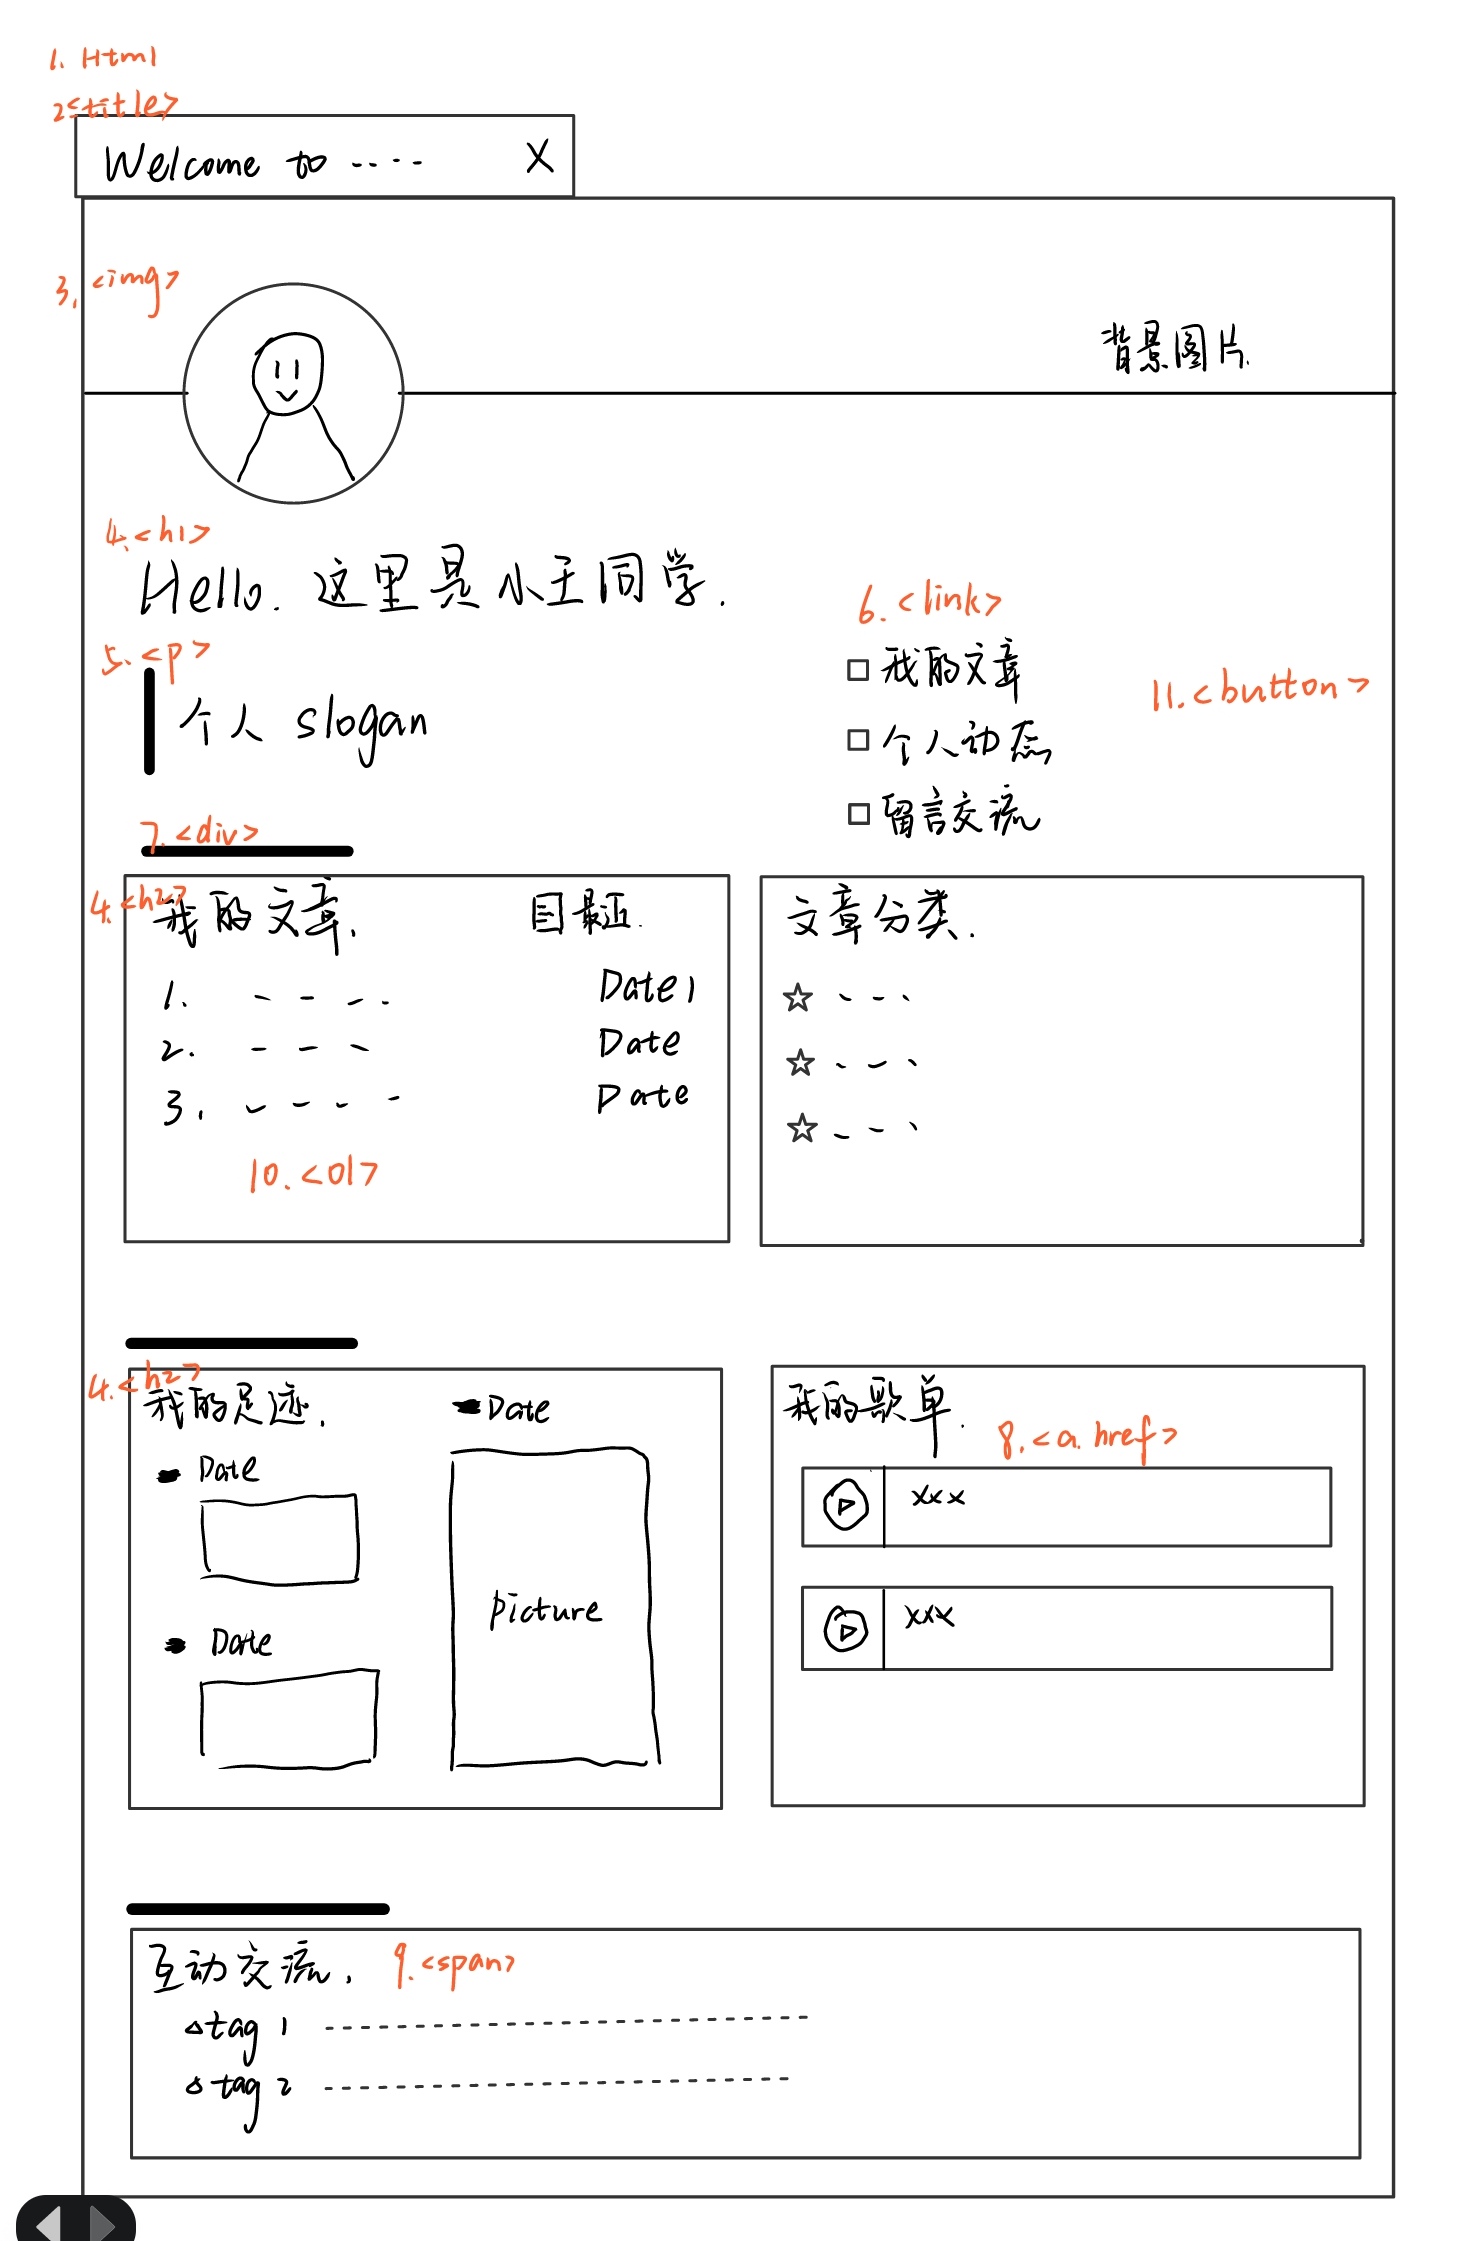 1. Html
2<title>
Welcome to ····  X
3. <img>
背景图片.
4. <h1>
Hello. 这里是小王同学.
5. <p>
个人 slogan
6. <link>
我的文章
个人动态
留言交流
11. <button>
7. <div>
4. <h2>
我的文章.
1. Date 1
2. Date
3. Date
10. <ol>
文章分类.
4. <h2>
我的足迹.
Date
Date
Date
picture
我的歌单.
8. <a. href>
xxx
xxx
互动交流. 9. <span>
tag 1
tag 2